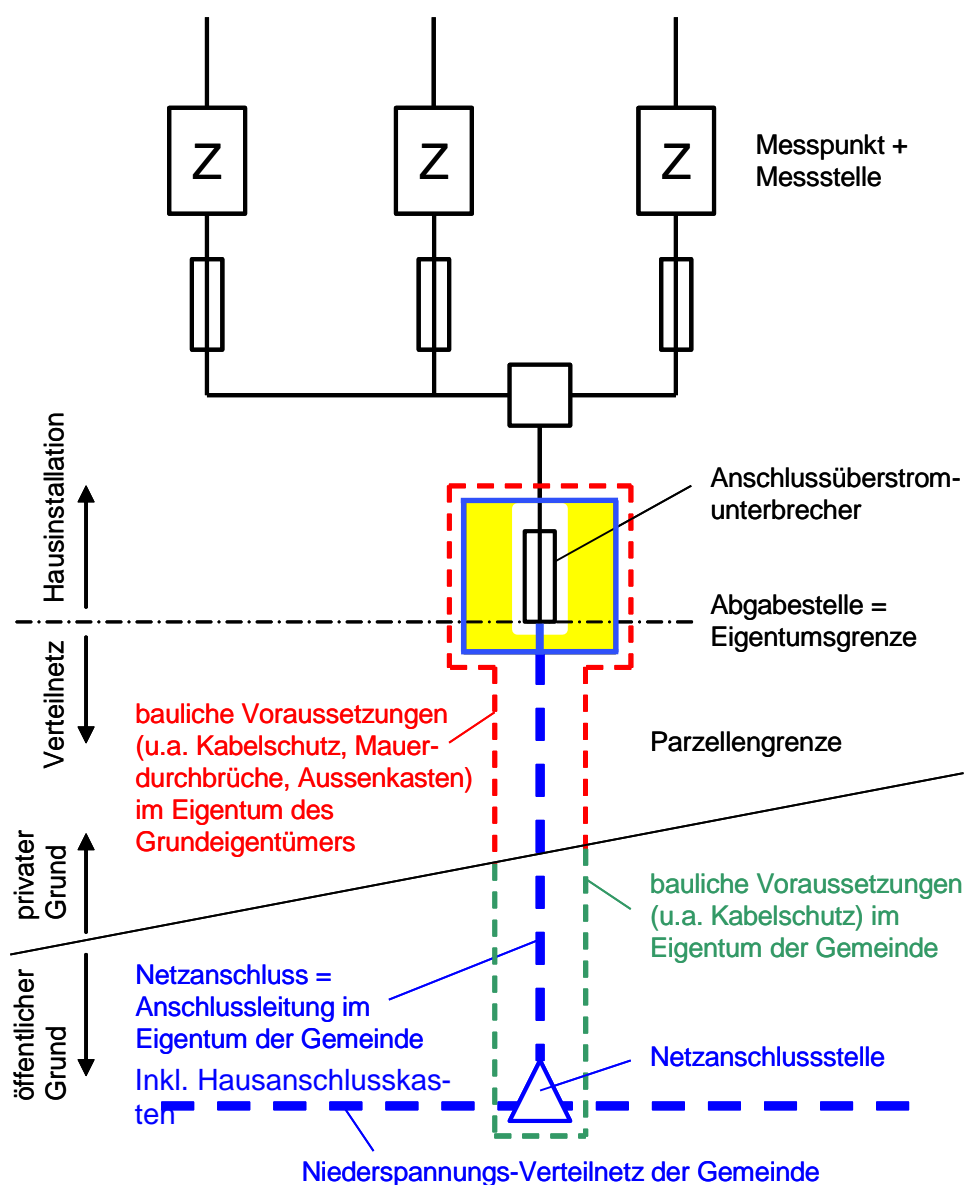 Z
Z
Z
Messpunkt +
Messstelle
Hausinstallation
Anschlussüberstrom-
unterbrecher
Abgabestelle =
Eigentumsgrenze
Verteilnetz
bauliche Voraussetzungen
(u.a. Kabelschutz, Mauer-
durchbrüche, Aussenkasten)
im Eigentum des
Grundeigentümers
Parzellengrenze
privater
Grund
bauliche Voraussetzungen
(u.a. Kabelschutz) im
Eigentum der Gemeinde
öffentlicher
Grund
Netzanschluss =
Anschlussleitung im
Eigentum der Gemeinde
Inkl. Hausanschlusskas-
ten
Netzanschlussstelle
Niederspannungs-Verteilnetz der Gemeinde